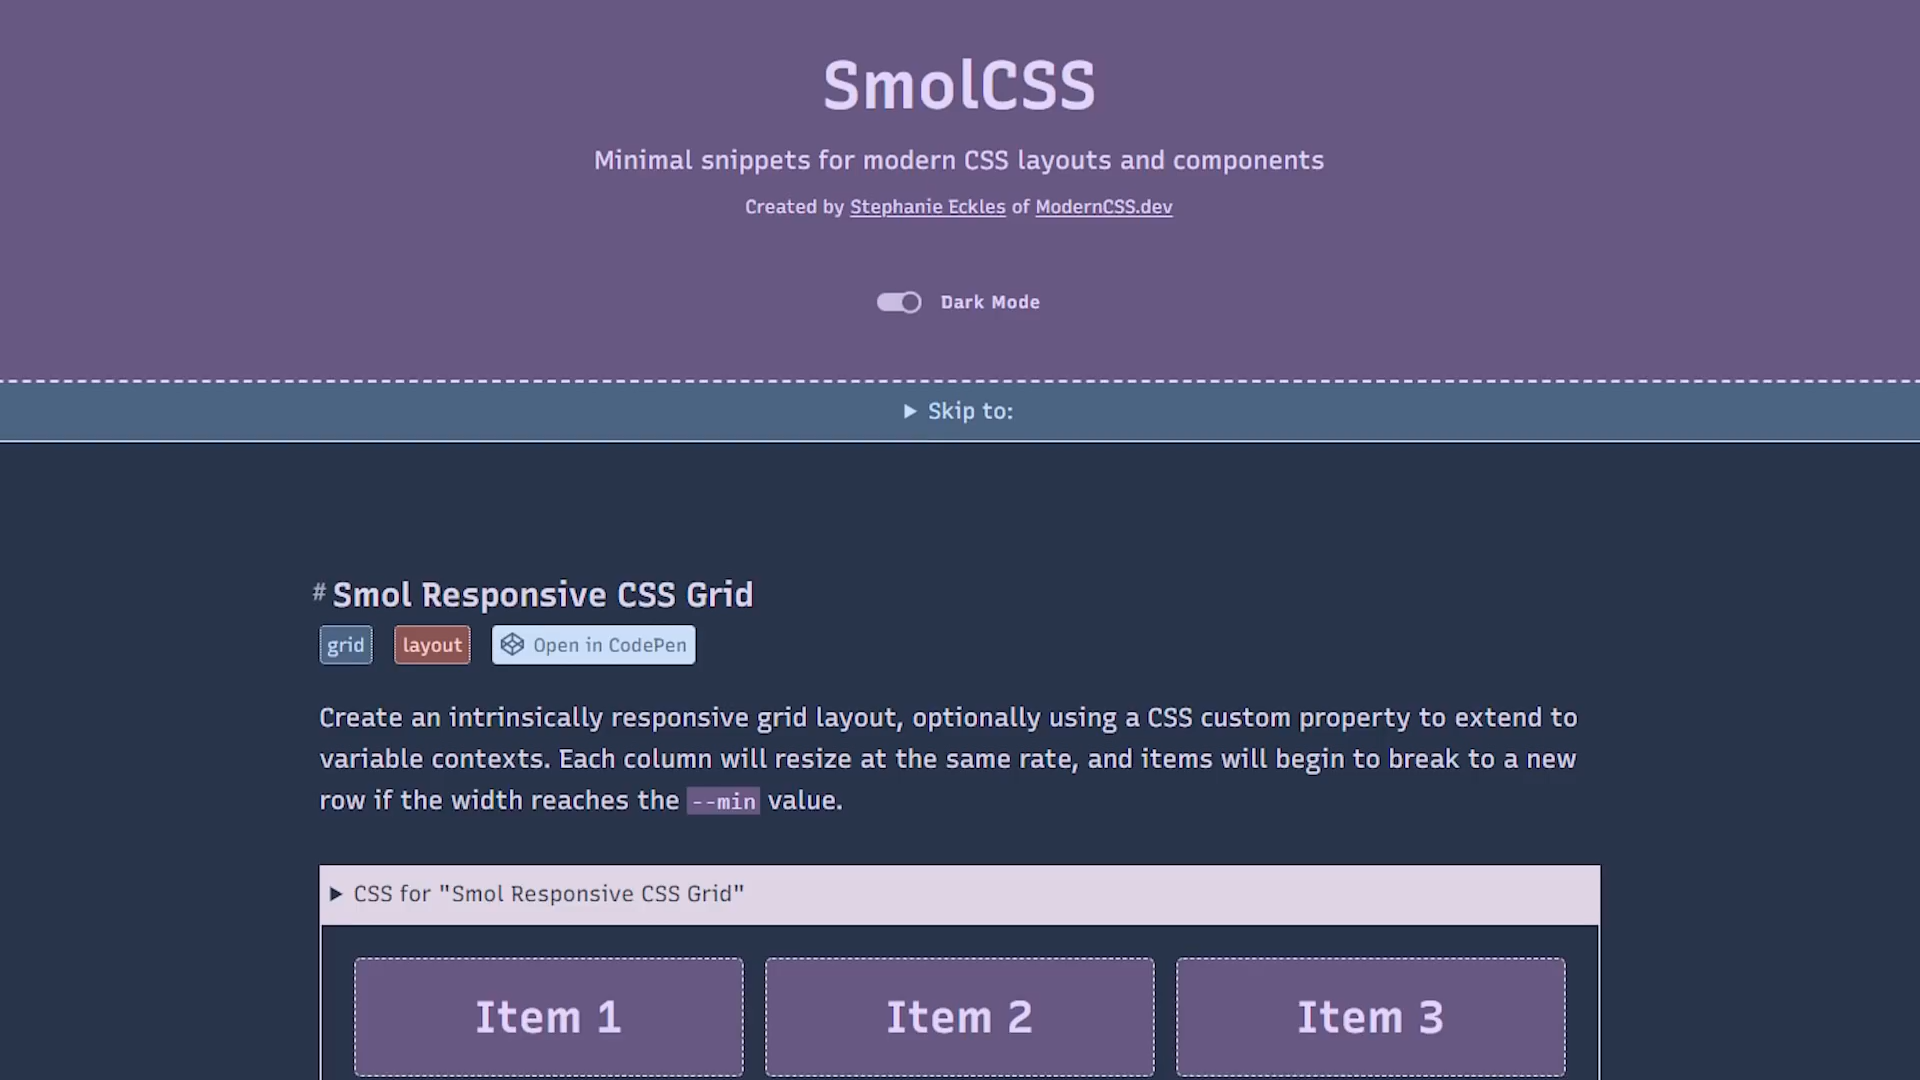 SmolCSS
Minimal snippets for modern CSS layouts and components
Created by Stephanie Eckles of ModernCSS.dev
Dark Mode
▶ Skip to:
# Smol Responsive CSS Grid
grid layout Open in CodePen
Create an intrinsically responsive grid layout, optionally using a CSS custom property to extend to
variable contexts. Each column will resize at the same rate, and items will begin to break to a new
row if the width reaches the --min value.
▶ CSS for "Smol Responsive CSS Grid"
Item 1 Item 2 Item 3